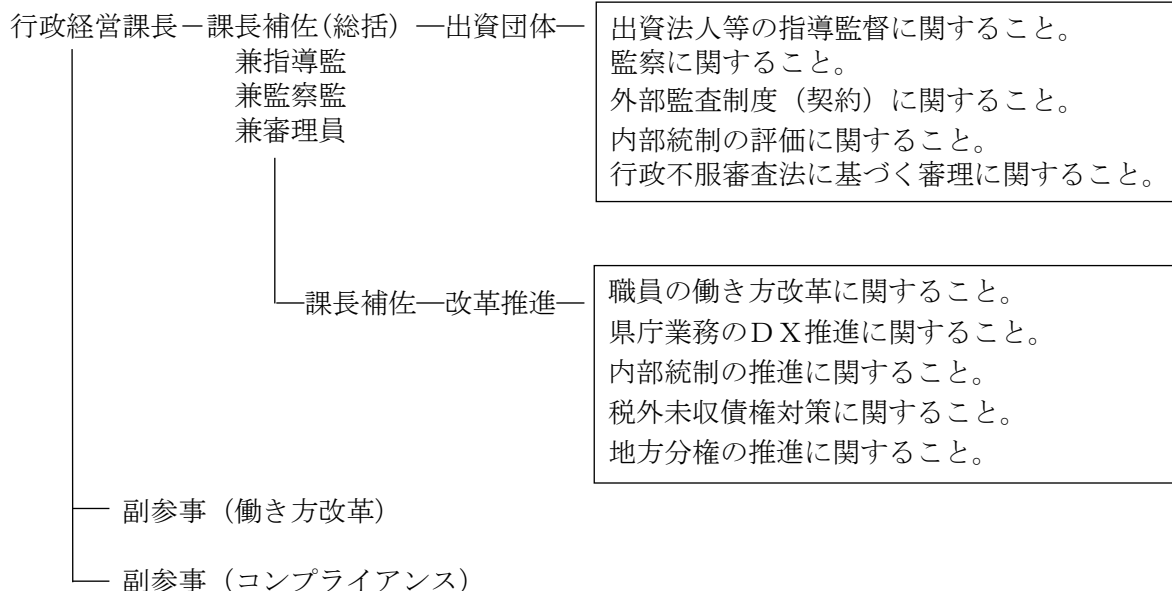 行政経営課長－課長補佐(総括) ―出資団体―
兼指導監
兼監察監
兼審理員
出資法人等の指導監督に関すること。
監察に関すること。
外部監査制度（契約）に関すること。
内部統制の評価に関すること。
行政不服審査法に基づく審理に関すること。
課長補佐―改革推進―
職員の働き方改革に関すること。
県庁業務のＤＸ推進に関すること。
内部統制の推進に関すること。
税外未収債権対策に関すること。
地方分権の推進に関すること。
副参事（働き方改革）
副参事（コンプライアンス）